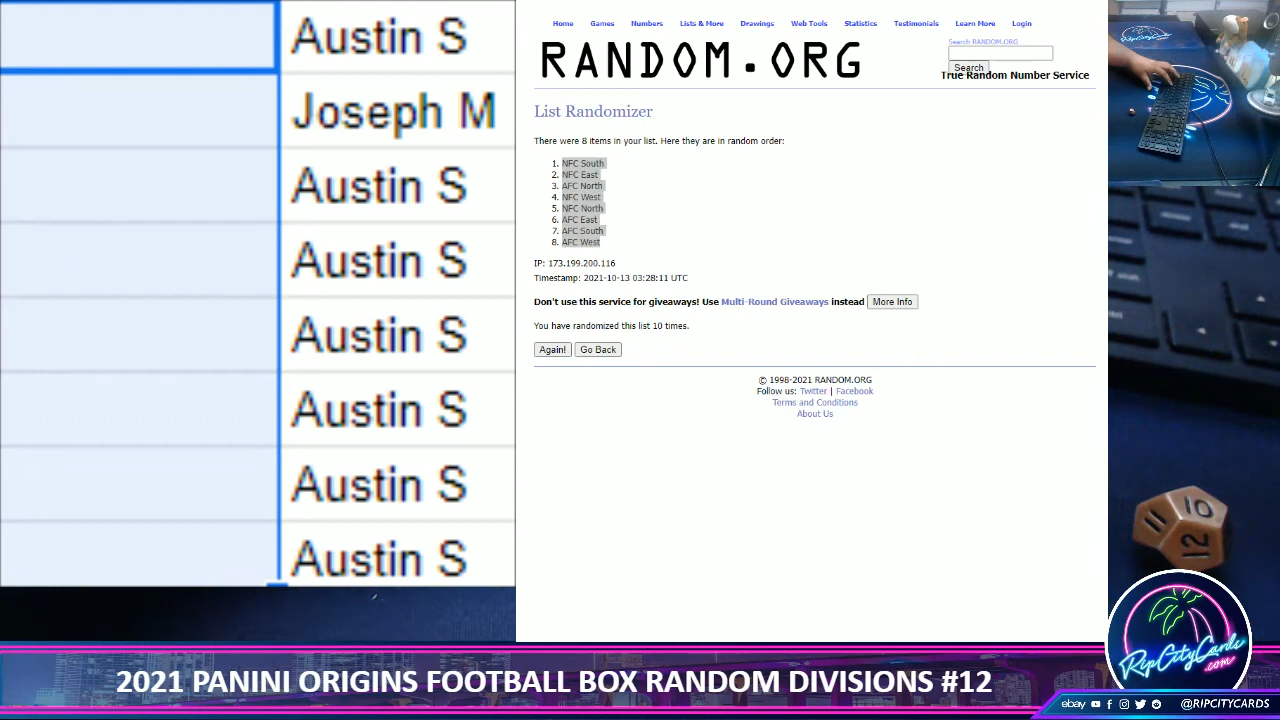 Austin S
Joseph M
Austin S
Austin S
Austin S
Austin S
Austin S
Austin S
Home Games Numbers Lists & More Drawings Web Tools Statistics Testimonials Learn More Login
RANDOM.ORG
Search RANDOM.ORG
Search
True Random Number Service
List Randomizer
There were 8 items in your list. Here they are in random order:
1. NFC South
2. NFC East
3. AFC North
4. NFC West
5. NFC North
6. AFC East
7. AFC South
8. AFC West
IP: 173.199.200.116
Timestamp: 2021-10-13 03:28:11 UTC
Don't use this service for giveaways! Use Multi-Round Giveaways instead More Info
You have randomized this list 10 times.
Again! Go Back
© 1998-2021 RANDOM.ORG
Follow us: Twitter | Facebook
Terms and Conditions
About Us
11 10
12
RipCityCards
.com
2021 PANINI ORIGINS FOOTBALL BOX RANDOM DIVISIONS #12
ebay @RIPCITYCARDS